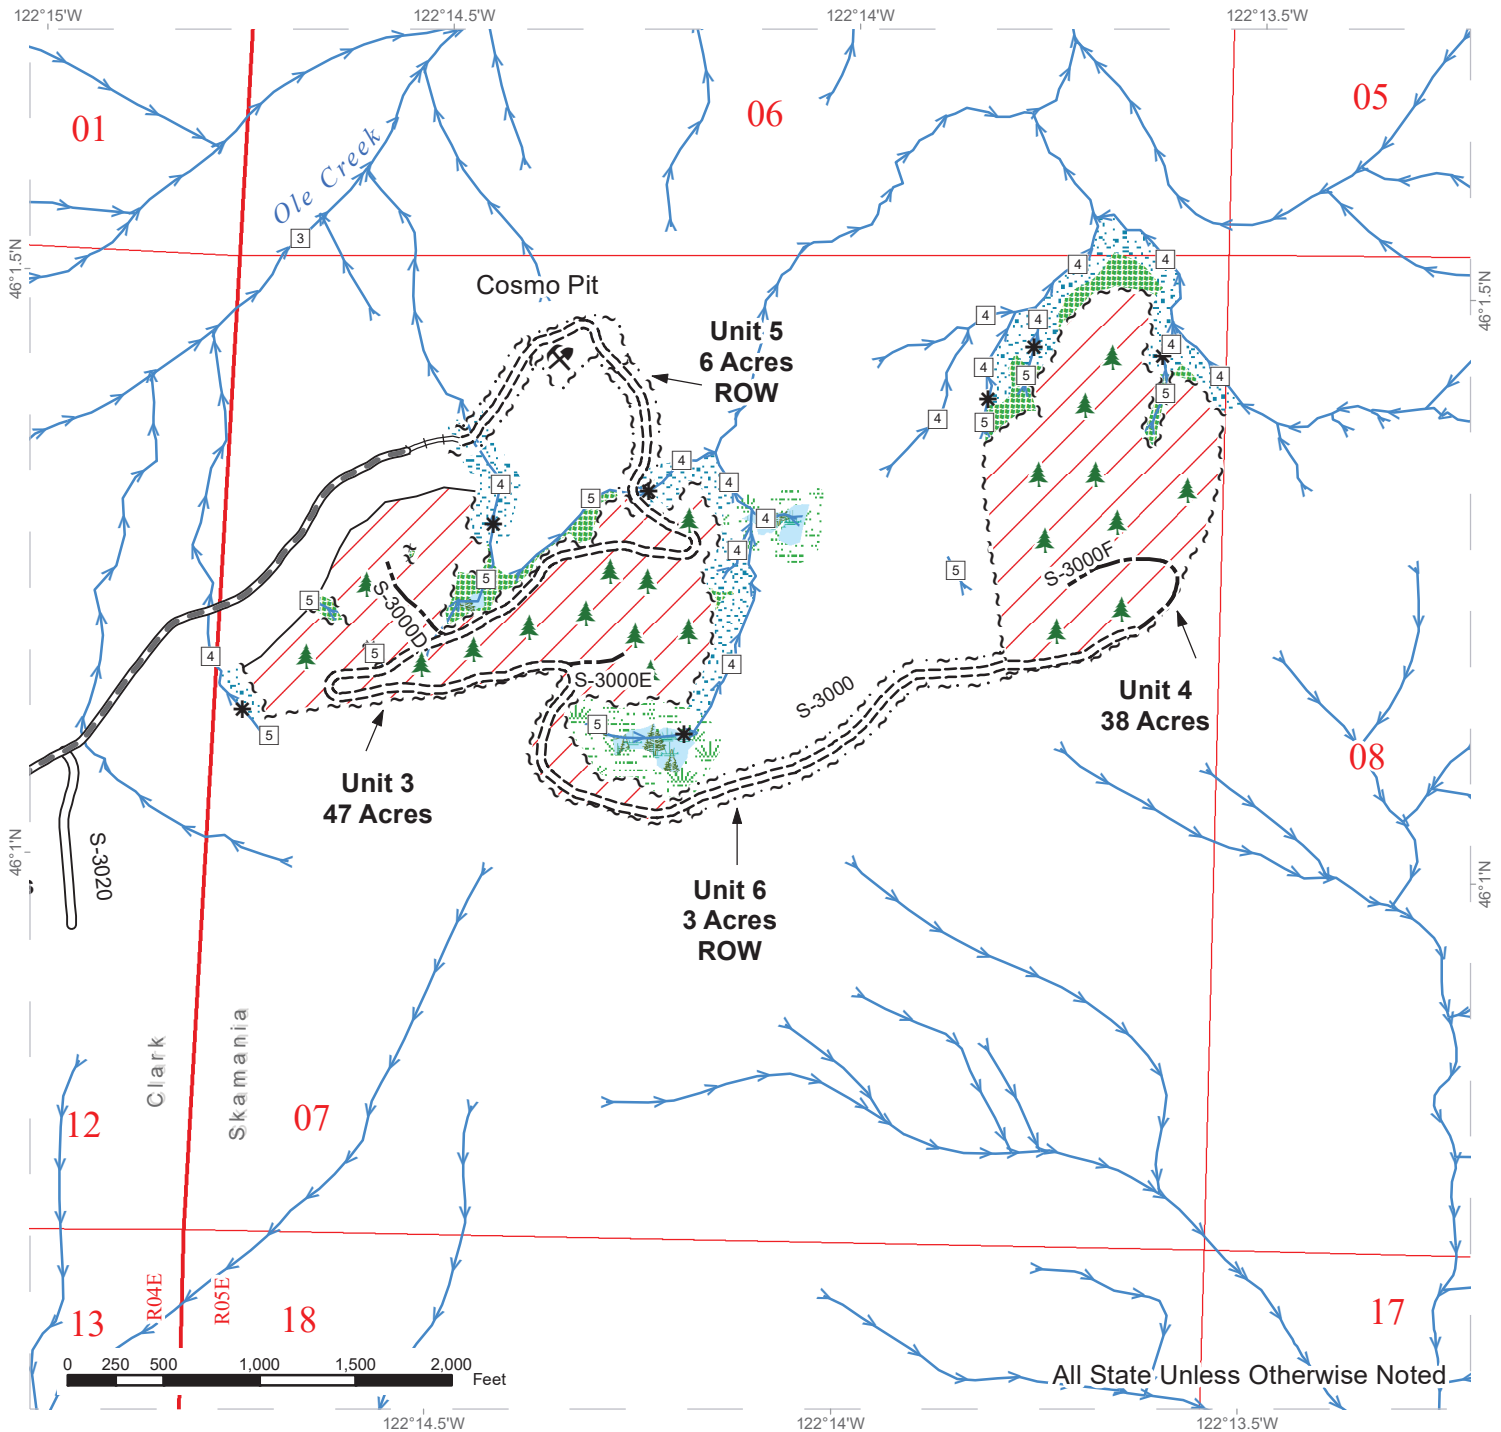 122°15'W
122°14.5'W
122°14'W
122°13.5'W
01
06
05
Ole Creek
3
46°1.5'N
46°1.5'N
Cosmo Pit
4
4
4
4
4
4
4
5
4
5
4
5
Unit 5
6 Acres
ROW
4
4
4
4
4
5
5
5
5
5
4
4
5
5
4
5
S-3000D
S-3000E
S-3000F
S-3000
Unit 4
38 Acres
08
Unit 3
47 Acres
S-3020
46°1'N
46°1'N
Unit 6
3 Acres
ROW
Clark
Skamania
12
07
R04E
R05E
13
18
17
0 250 500 1,000 1,500 2,000
Feet
All State Unless Otherwise Noted
122°14.5'W
122°14'W
122°13.5'W